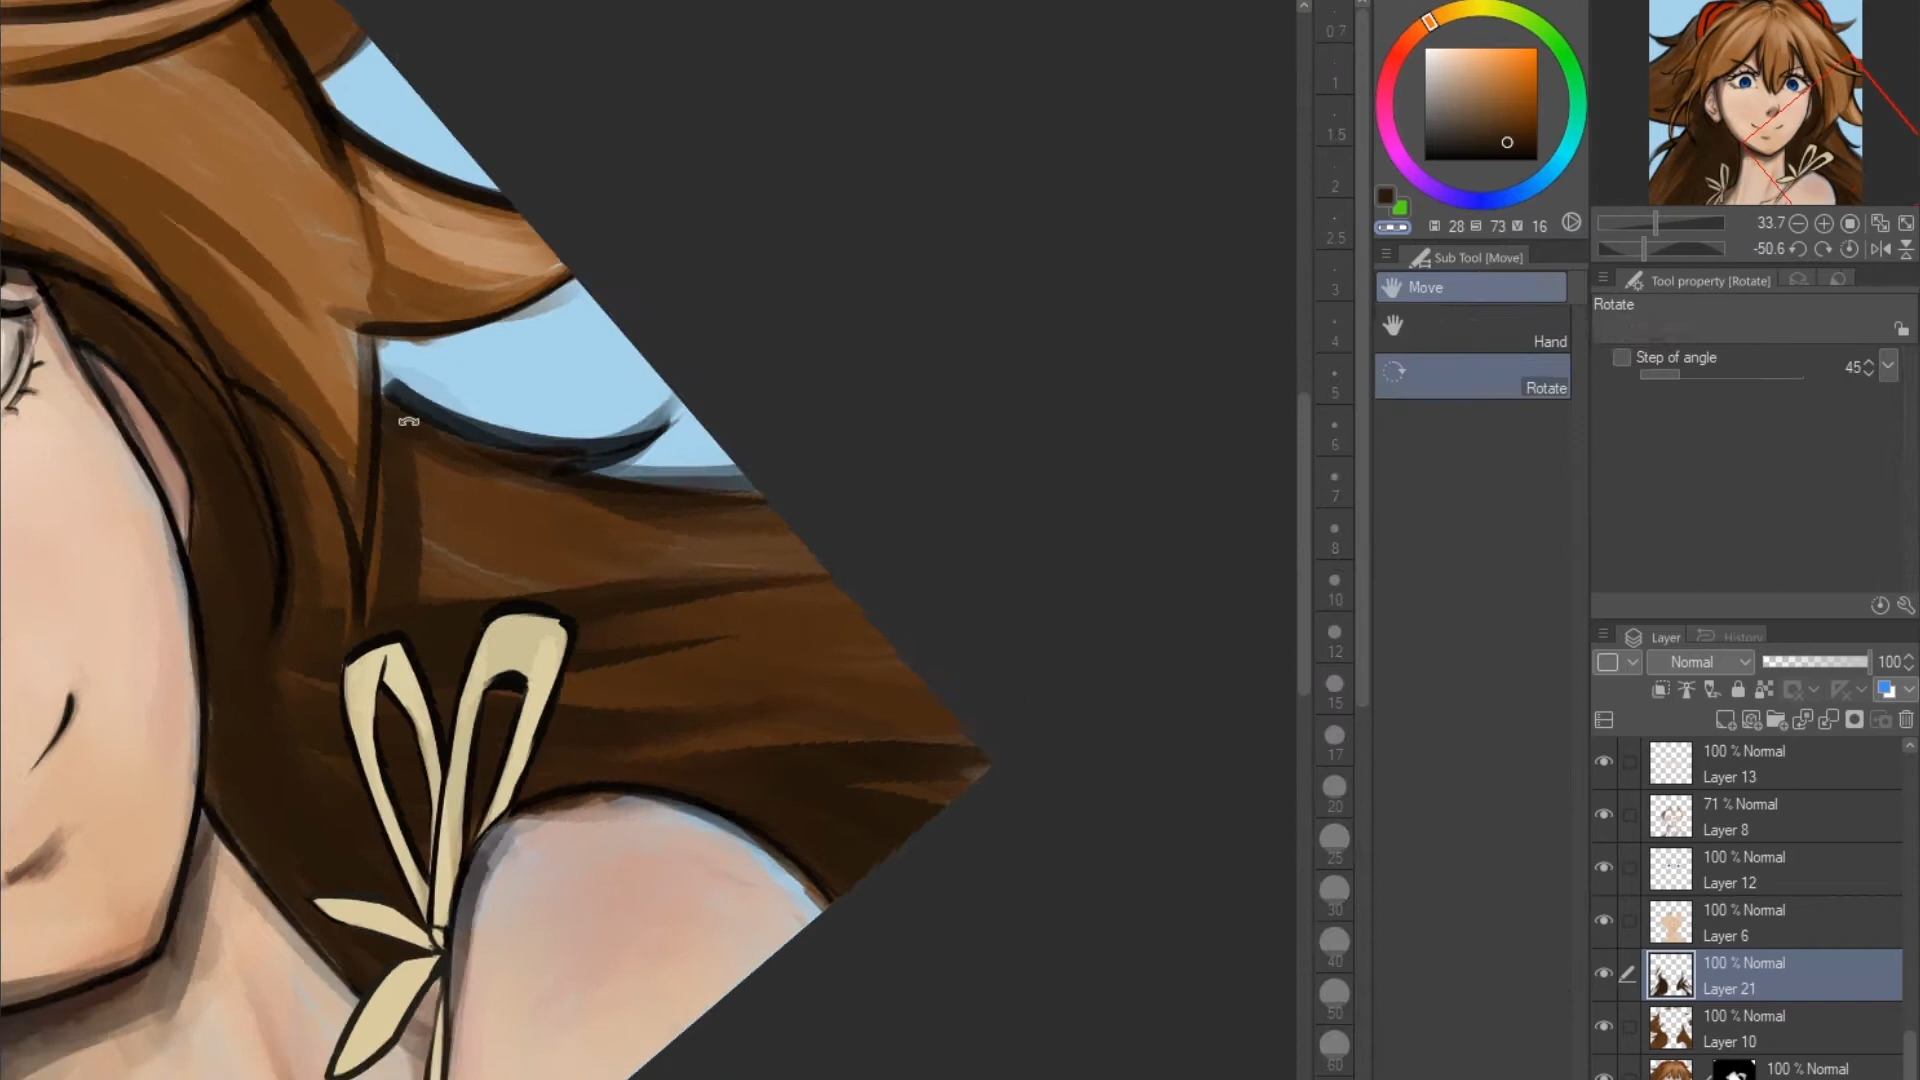 0.7
1
1.5
2
2.5
3
4
5
6
7
8
10
12
15
17
20
25
30
40
50
60
H 28 S 73 V 16
Sub Tool [Move]
Move
Hand
Rotate
33.7
-50.6
Tool property [Rotate]
Rotate
Step of angle 45
Layer History
Normal 100
100 % Normal
Layer 13
71 % Normal
Layer 8
100 % Normal
Layer 12
100 % Normal
Layer 6
100 % Normal
Layer 21
100 % Normal
Layer 10
100 % Normal